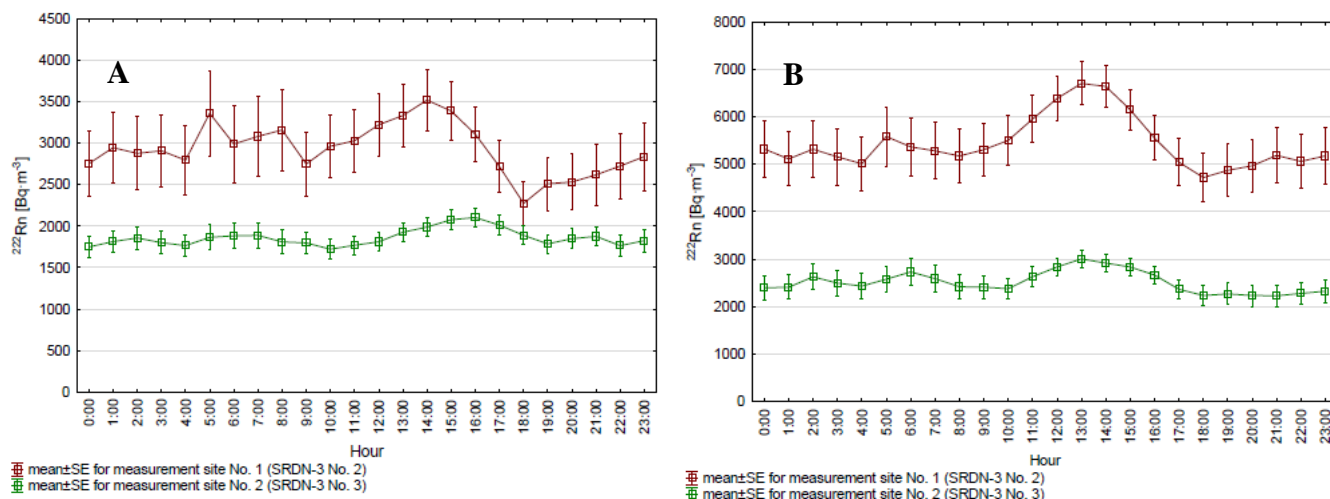 A
4500
4000
3500
3000
2500
2000
1500
1000
500
0
²²²Rn [Bq·m⁻³]
0:00 1:00 2:00 3:00 4:00 5:00 6:00 7:00 8:00 9:00 10:00 11:00 12:00 13:00 14:00 15:00 16:00 17:00 18:00 19:00 20:00 21:00 22:00 23:00
Hour
mean±SE for measurement site No. 1 (SRDN-3 No. 2)
mean±SE for measurement site No. 2 (SRDN-3 No. 3)
B
8000
7000
6000
5000
4000
3000
2000
1000
0
²²²Rn [Bq·m⁻³]
0:00 1:00 2:00 3:00 4:00 5:00 6:00 7:00 8:00 9:00 10:00 11:00 12:00 13:00 14:00 15:00 16:00 17:00 18:00 19:00 20:00 21:00 22:00 23:00
Hour
mean±SE for measurement site No. 1 (SRDN-3 No. 2)
mean±SE for measurement site No. 2 (SRDN-3 No. 3)